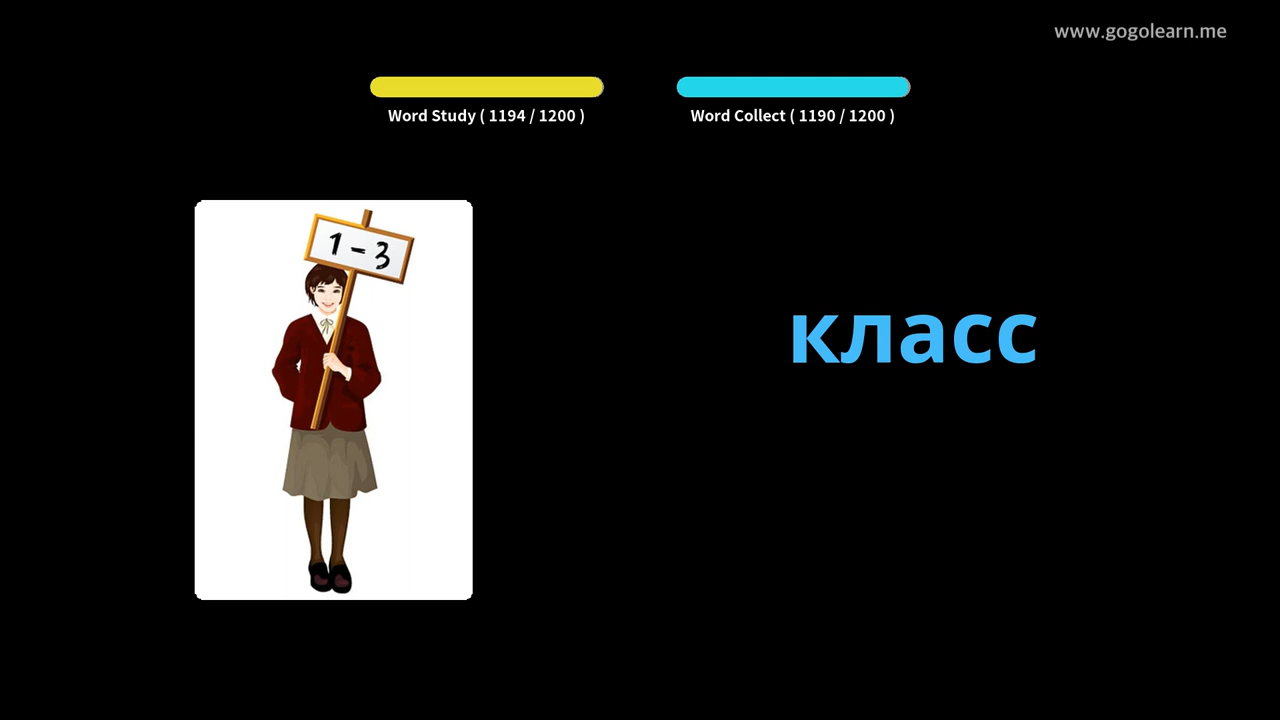 www.gogolearn.me
Word Study ( 1194 / 1200 )
Word Collect ( 1190 / 1200 )
1 - 3
класс